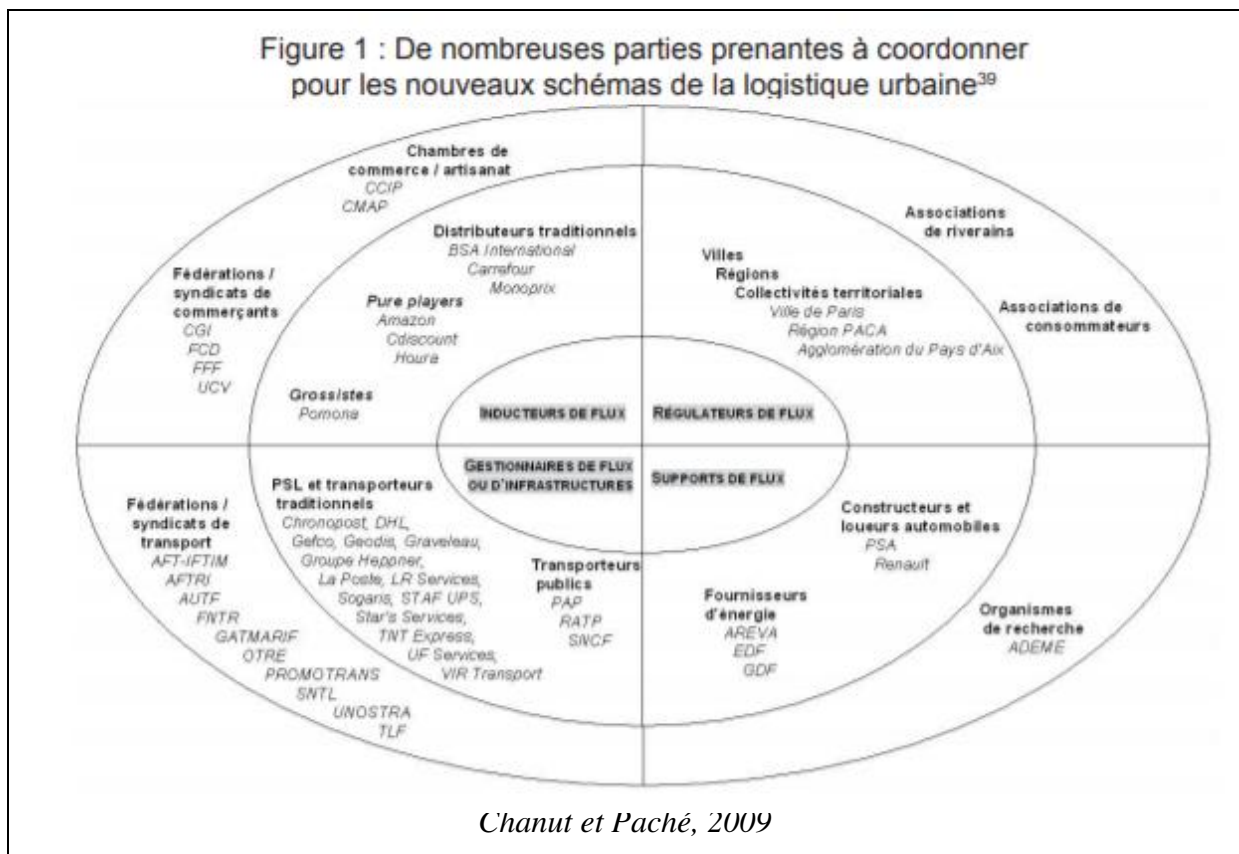 Figure 1 : De nombreuses parties prenantes à coordonner
pour les nouveaux schémas de la logistique urbaine³⁹
Chambres de
commerce / artisanat
CCIP
CMAP
Fédérations /
syndicats de
commerçants
CGI
FCD
FFF
UCV
Distributeurs traditionnels
BSA International
Carrefour
Monoprix
Pure players
Amazon
Cdiscount
Houra
Grossistes
Pomona
INDUCTEURS DE FLUX
RÉGULATEURS DE FLUX
Villes
Régions
Collectivités territoriales
Ville de Paris
Région PACA
Agglomération du Pays d'Aix
Associations
de riverains
Associations de
consommateurs
GESTIONNAIRES DE FLUX
OU D'INFRASTRUCTURES
SUPPORTS DE FLUX
Fédérations /
syndicats de
transport
AFT-IFTIM
AFTRI
AUTF
FNTR
GATMARIF
OTRE
PROMOTRANS
SNTL
UNOSTRA
TLF
PSL et transporteurs
traditionnels
Chronopost, DHL,
Gefco, Geodis, Graveleau,
Groupe Heppner,
La Poste, LR Services,
Sogaris, STAF UPS,
Star's Services,
TNT Express,
UF Services,
VIR Transport
Transporteurs
publics
PAP
RATP
SNCF
Constructeurs et
loueurs automobiles
PSA
Renault
Fournisseurs
d'énergie
AREVA
EDF
GDF
Organismes
de recherche
ADEME
Chanut et Paché, 2009